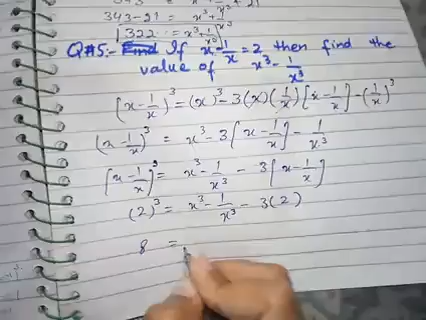 343-21 = x³+1/x³
322 = x³+1/x³
Q#5:- If x-1/x=2 then find the
value of x³-1/x³
[x-1/x]³=(x)³-3(x)(1/x)[x-1/x]-(1/x)³
(x-1/x)³ = x³-3[x-1/x]-1/x³
[x-1/x]³= x³-1/x³-3[x-1/x]
(2)³ = x³-1/x³-3(2)
8 =